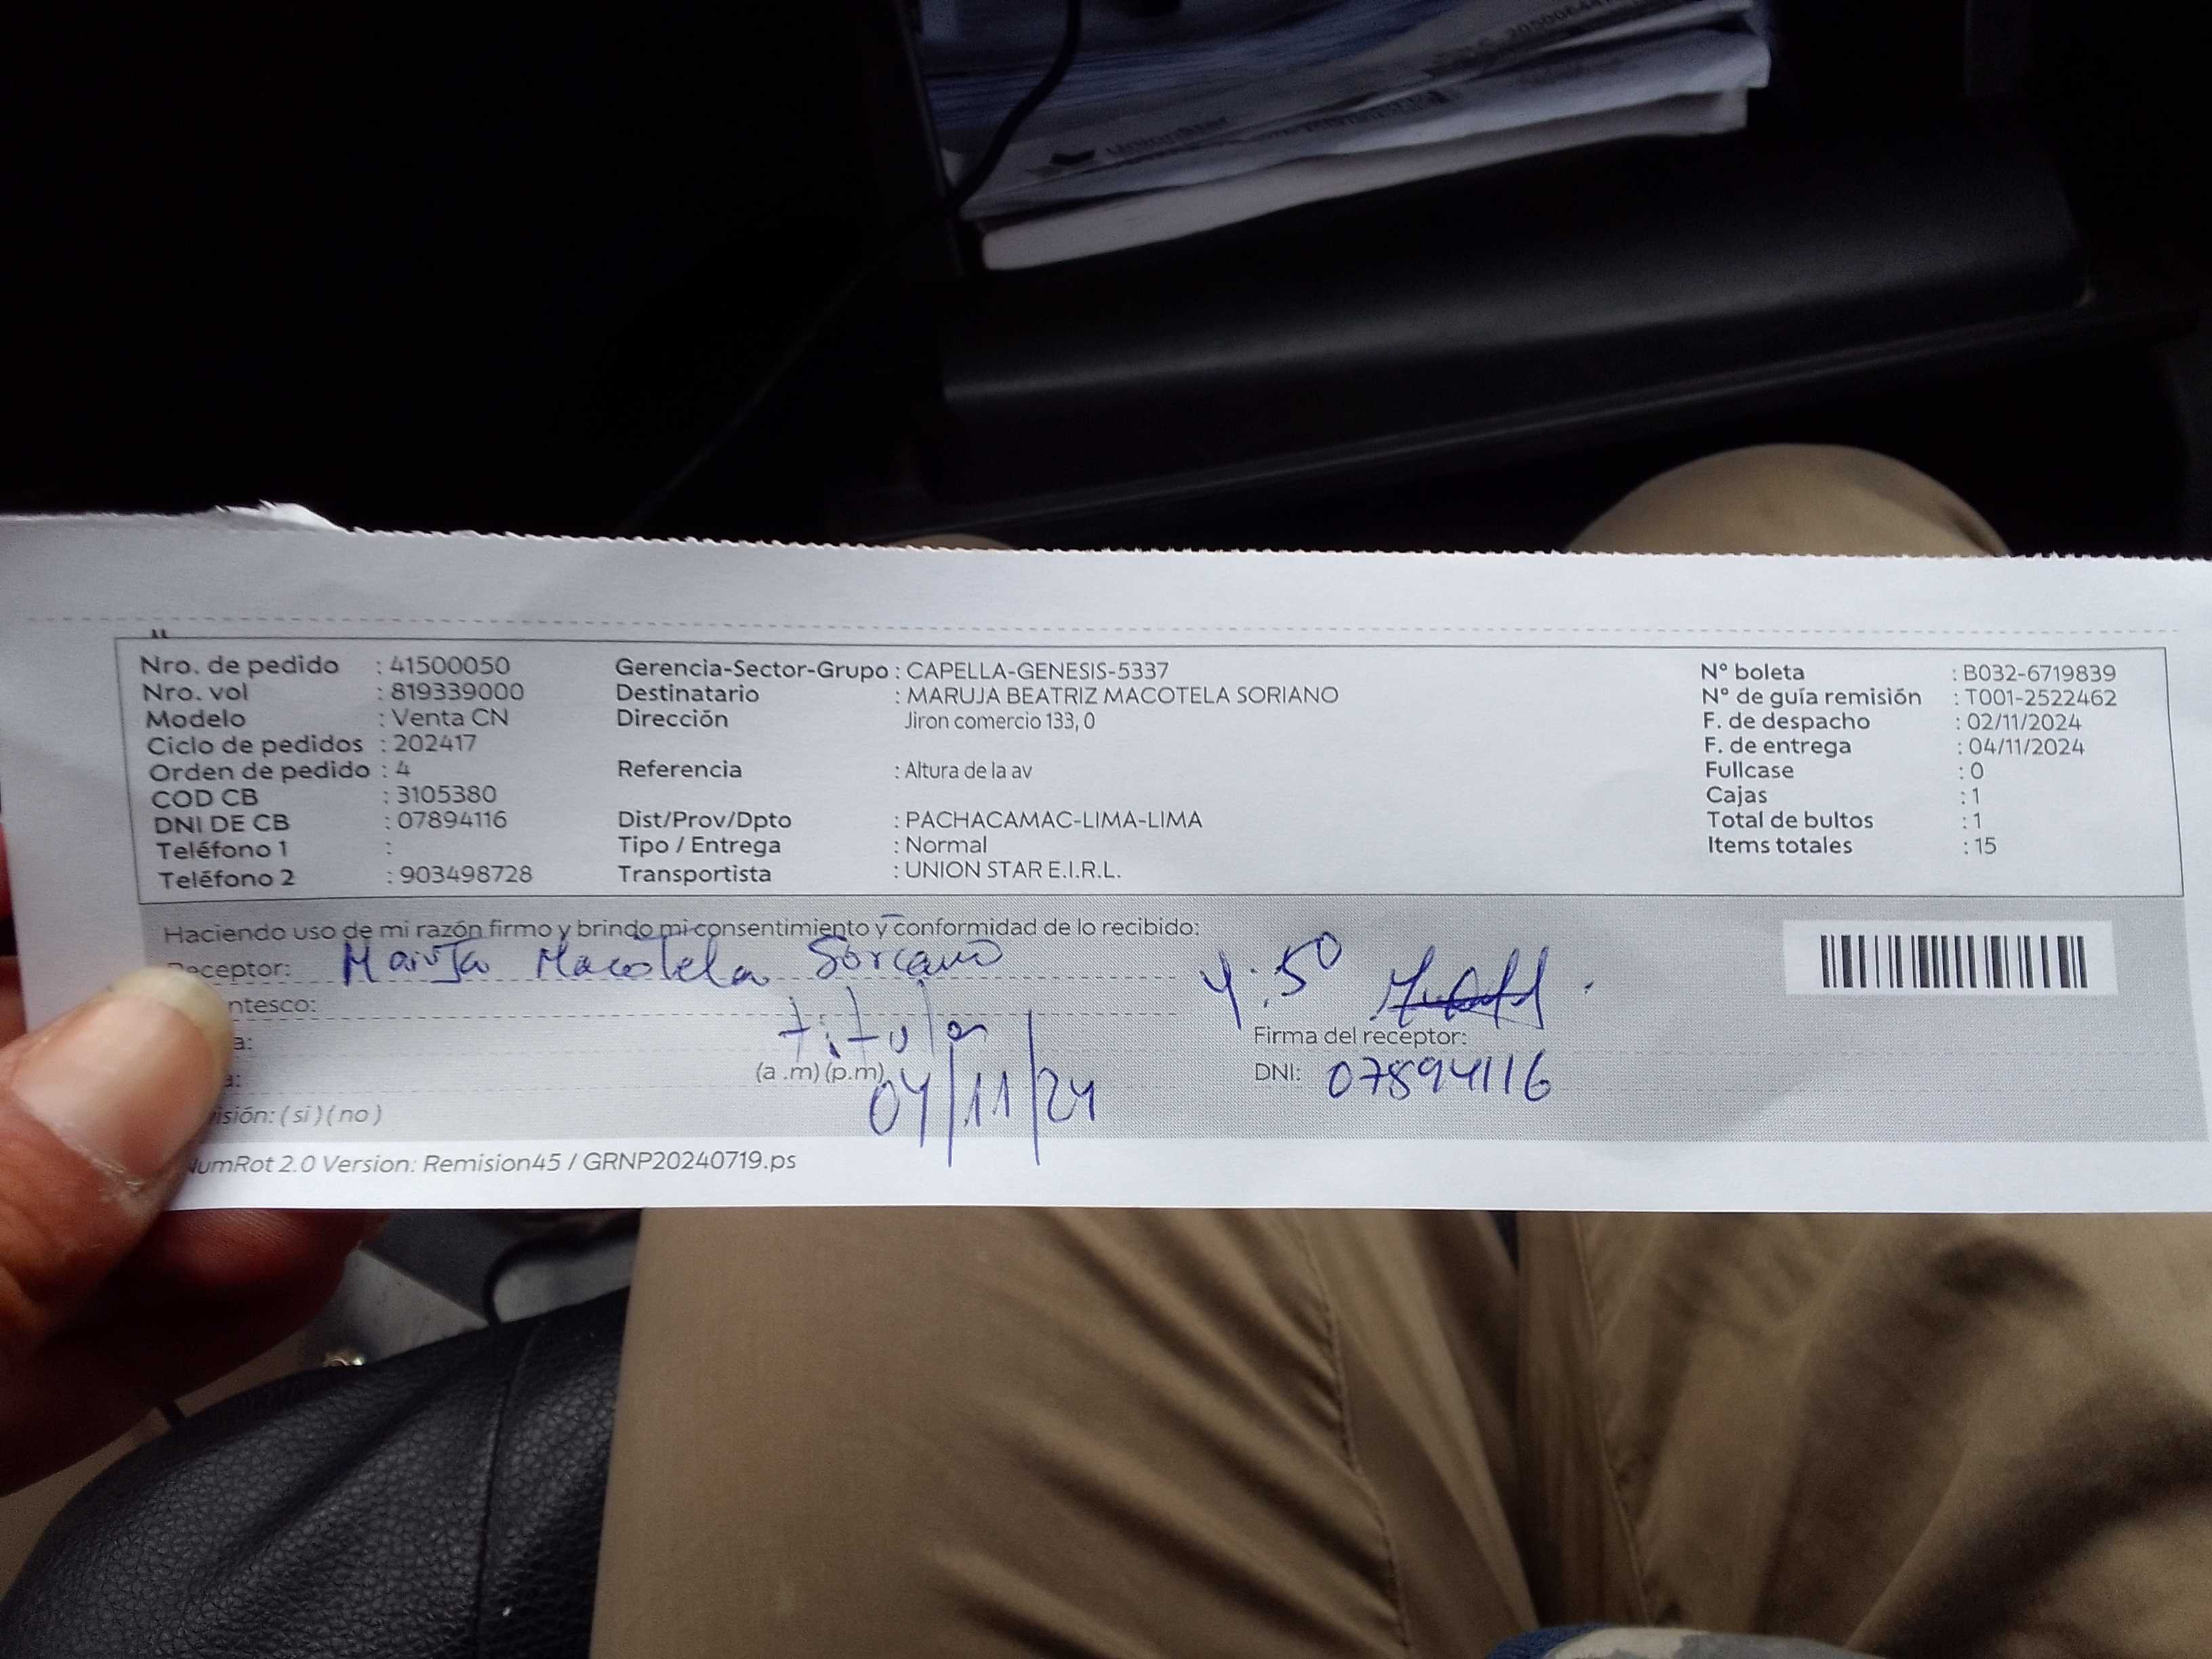 Nro. de pedido : 41500050 Gerencia-Sector-Grupo : CAPELLA-GENESIS-5337 N° boleta : B032-6719839
Nro. vol : 819339000 Destinatario : MARUJA BEATRIZ MACOTELA SORIANO N° de guía remisión : T001-2522462
Modelo : Venta CN Dirección Jiron comercio 133, 0 F. de despacho : 02/11/2024
Ciclo de pedidos : 202417 F. de entrega : 04/11/2024
Orden de pedido : 4 Referencia : Altura de la av Fullcase : 0
COD CB : 3105380 Cajas : 1
DNI DE CB : 07894116 Dist/Prov/Dpto : PACHACAMAC-LIMA-LIMA Total de bultos : 1
Teléfono 1 : Tipo / Entrega : Normal Items totales : 15
Teléfono 2 : 903498728 Transportista : UNION STAR E.I.R.L.
Haciendo uso de mi razón firmo y brindo mi consentimiento y conformidad de lo recibido:
Receptor: Macotela Soriano 4:50
ntesco: titular
a: Firma del receptor:
a: (a .m) (p.m) 04/11/24 DNI: 07894116
isión: ( si ) ( no )
NumRot 2.0 Version: Remision45 / GRNP20240719.ps